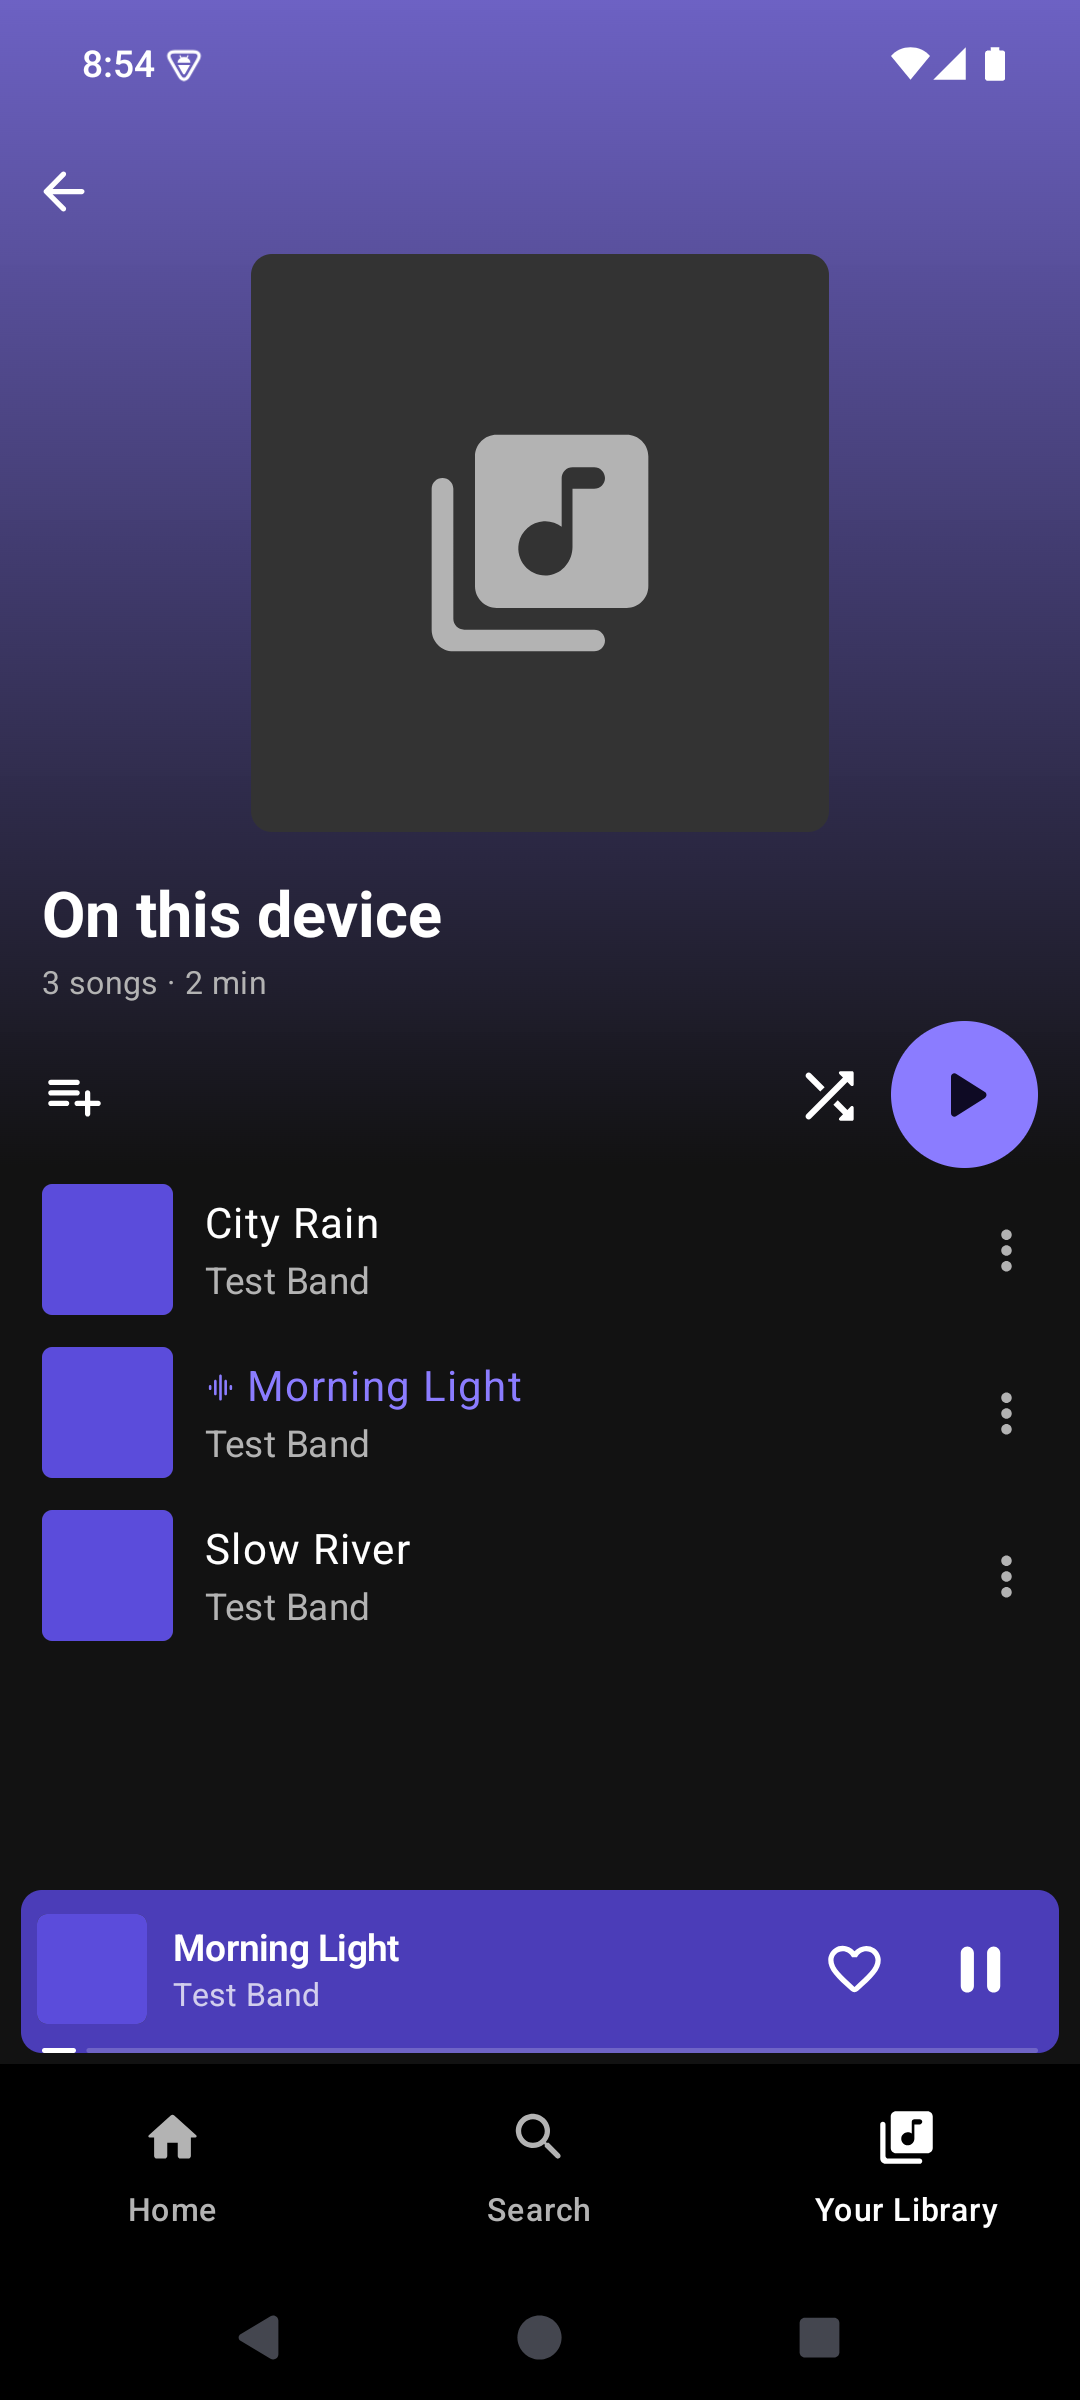 8:54
On this device
3 songs · 2 min
City Rain
Test Band
Morning Light
Test Band
Slow River
Test Band
Morning Light
Test Band
Home
Search
Your Library